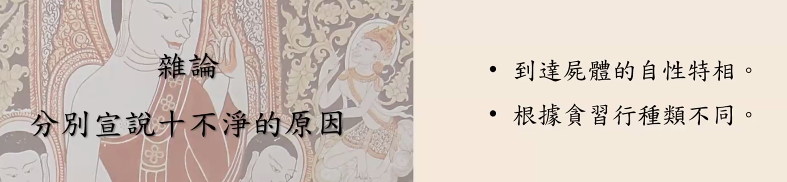 雜論
分別宣說十不淨的原因
• 到達屍體的自性特相。
• 根據貪習行種類不同。